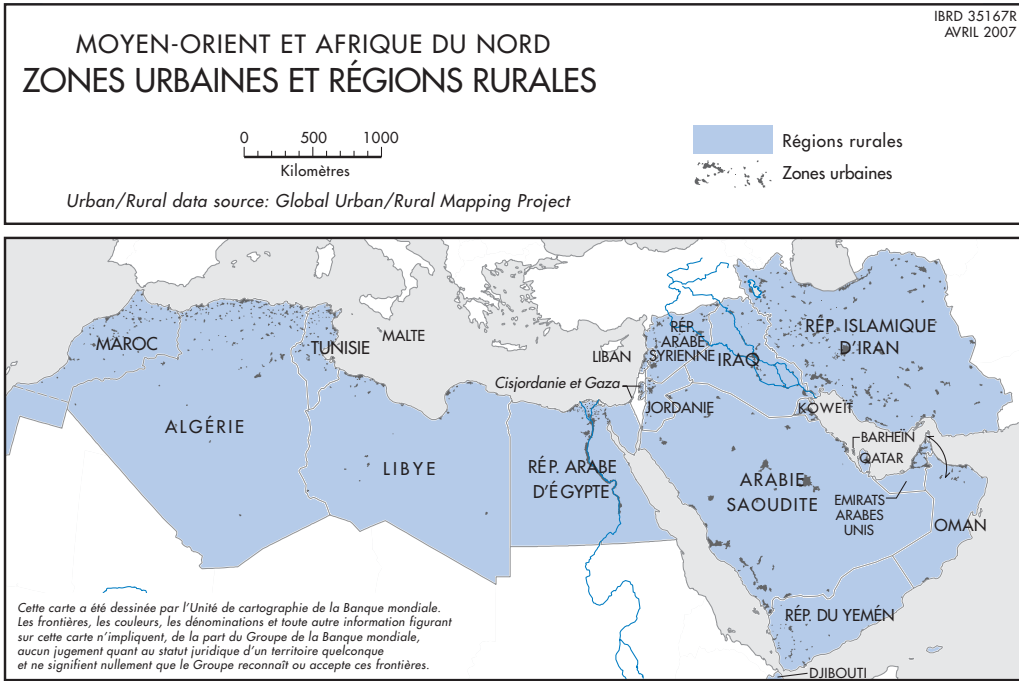 IBRD 35167R
AVRIL 2007
MOYEN-ORIENT ET AFRIQUE DU NORD
ZONES URBAINES ET RÉGIONS RURALES
0 500 1000
Kilomètres
Régions rurales
Zones urbaines
Urban/Rural data source: Global Urban/Rural Mapping Project
MAROC
TUNISIE
MALTE
ALGÉRIE
LIBYE
RÉP. ARABE
D'ÉGYPTE
LIBAN
Cisjordanie et Gaza
RÉP.
ARABE
SYRIENNE
JORDANIE
IRAQ
RÉP. ISLAMIQUE
D'IRAN
KOWEÏT
BARHEÏN
QATAR
ARABIE
SAOUDITE
EMIRATS
ARABES
UNIS
OMAN
RÉP. DU YEMÉN
DJIBOUTI
Cette carte a été dessinée par l'Unité de cartographie de la Banque mondiale.
Les frontières, les couleurs, les dénominations et toute autre information figurant
sur cette carte n'impliquent, de la part du Groupe de la Banque mondiale,
aucun jugement quant au statut juridique d'un territoire quelconque
et ne signifient nullement que le Groupe reconnaît ou accepte ces frontières.